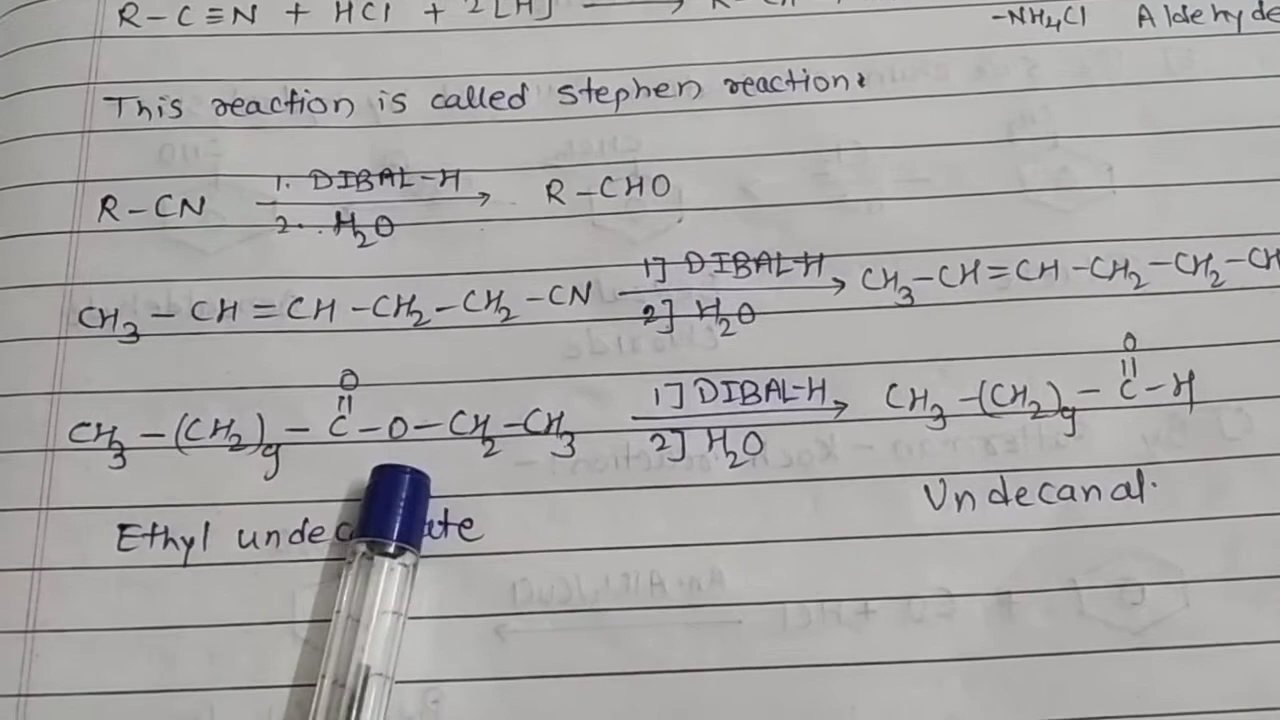 R-C≡N + HCl + 2[H]
-NH₄Cl Aldehyde
This reaction is called Stephen reaction.
R-CN 1. DIBAL-H 2. H₂O → R-CHO
CH₃-CH=CH-CH₂-CH₂-CN 1] DIBAL-H 2] H₂O → CH₃-CH=CH-CH₂-CH₂-CH
CH₃-(CH₂)₉-C(=O)-O-CH₂-CH₃ 1] DIBAL-H 2] H₂O → CH₃-(CH₂)₉-C(=O)-H
Undecanal.
Ethyl